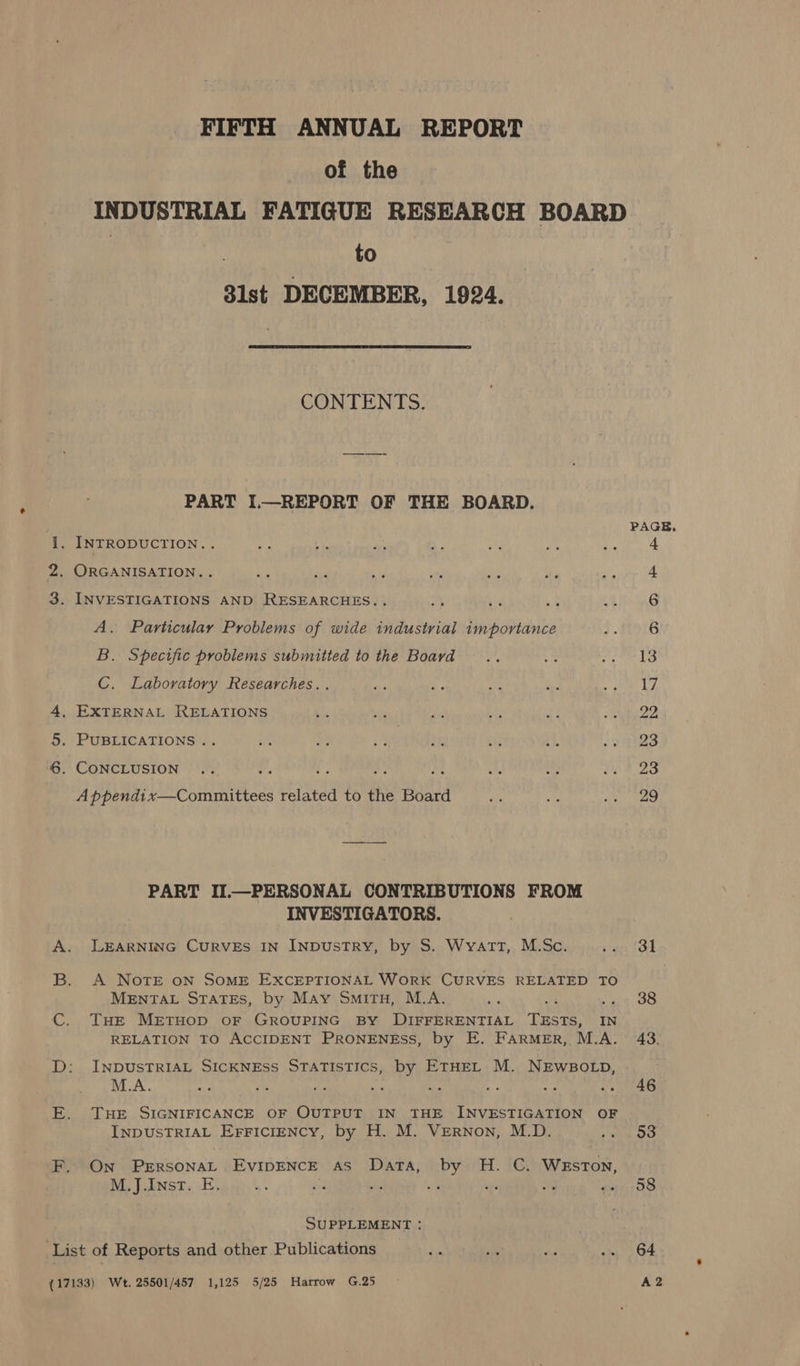 FIFTH ANNUAL REPORT
of the
INDUSTRIAL FATIGUE RESEARCH BOARD
to
31st DECEMBER, 1924.
CONTENTS.
PART I.—REPORT OF THE BOARD.
PAGE.
1. INTRODUCTION.. 4
2. ORGANISATION.. 4
3. INVESTIGATIONS AND RESEARCHES.. 6
A. Particular Problems of wide industrial importance .. 6
B. Specific problems submitted to the Board .. 13
C. Laboratory Researches.. 17
4. EXTERNAL RELATIONS .. 22
5. PUBLICATIONS .. 23
6. CONCLUSION .. 23
Appendix—Committees related to the Board .. 29
PART II.—PERSONAL CONTRIBUTIONS FROM
INVESTIGATORS.
A. LEARNING CURVES IN INDUSTRY, by S. WYATT, M.Sc. .. 31
B. A NOTE ON SOME EXCEPTIONAL WORK CURVES RELATED TO
MENTAL STATES, by MAY SMITH, M.A. .. 38
C. THE METHOD OF GROUPING BY DIFFERENTIAL TESTS, IN
RELATION TO ACCIDENT PRONENESS, by E. FARMER, M.A. 43
D: INDUSTRIAL SICKNESS STATISTICS, by ETHEL M. NEWBOLD,
M.A. .. 46
E. THE SIGNIFICANCE OF OUTPUT IN THE INVESTIGATION OF
INDUSTRIAL EFFICIENCY, by H. M. VERNON, M.D. .. 53
F. ON PERSONAL EVIDENCE AS DATA, by H. C. WESTON,
M.J.INST. E. .. 58
SUPPLEMENT :
List of Reports and other Publications .. 64
(17133) Wt. 25501/457 1,125 5/25 Harrow G.25 A 2